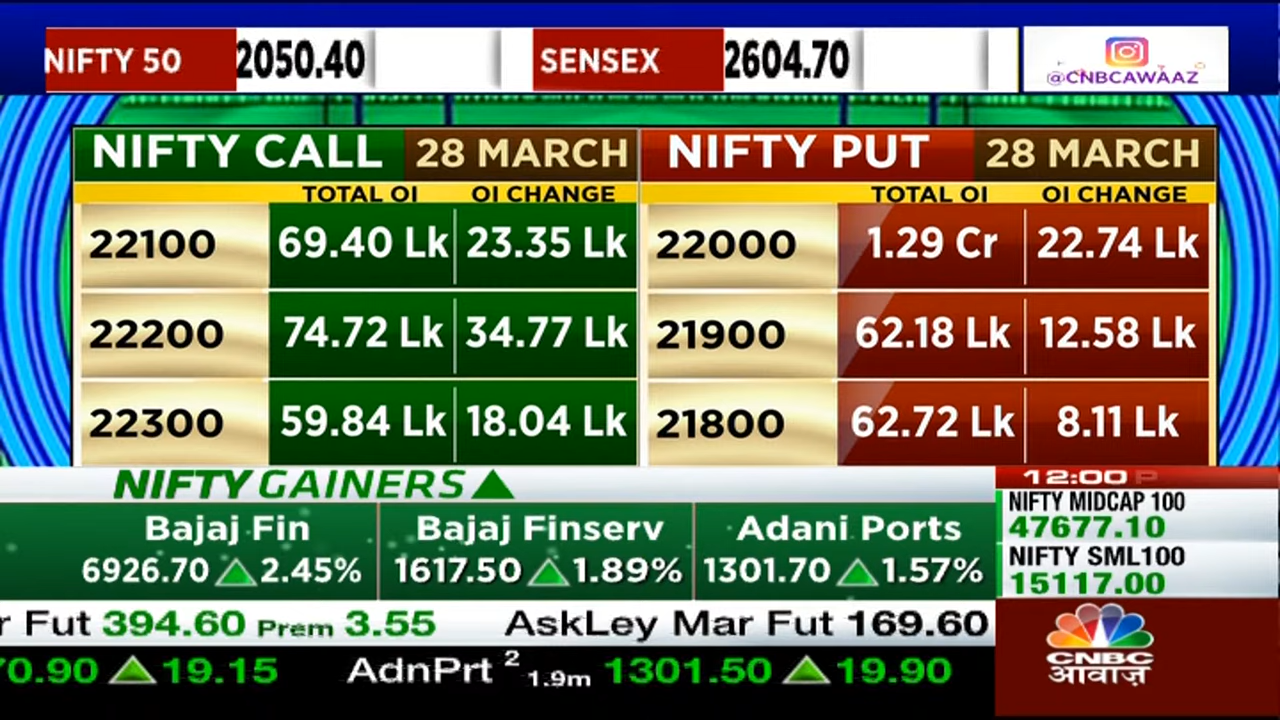 NIFTY 50 2050.40 SENSEX 2604.70
@CNBCAWAAZ
NIFTY CALL 28 MARCH NIFTY PUT 28 MARCH
TOTAL OI OI CHANGE TOTAL OI OI CHANGE
22100 69.40 Lk 23.35 Lk 22000 1.29 Cr 22.74 Lk
22200 74.72 Lk 34.77 Lk 21900 62.18 Lk 12.58 Lk
22300 59.84 Lk 18.04 Lk 21800 62.72 Lk 8.11 Lk
NIFTY GAINERS
Bajaj Fin Bajaj Finserv Adani Ports
6926.70 2.45% 1617.50 1.89% 1301.70 1.57%
12:00 P
NIFTY MIDCAP 100
47677.10
NIFTY SML100
15117.00
r Fut 394.60 Prem 3.55 AskLey Mar Fut 169.60
70.90 19.15 AdnPrt 2 1.9m 1301.50 19.90
CNBC
आवाज़